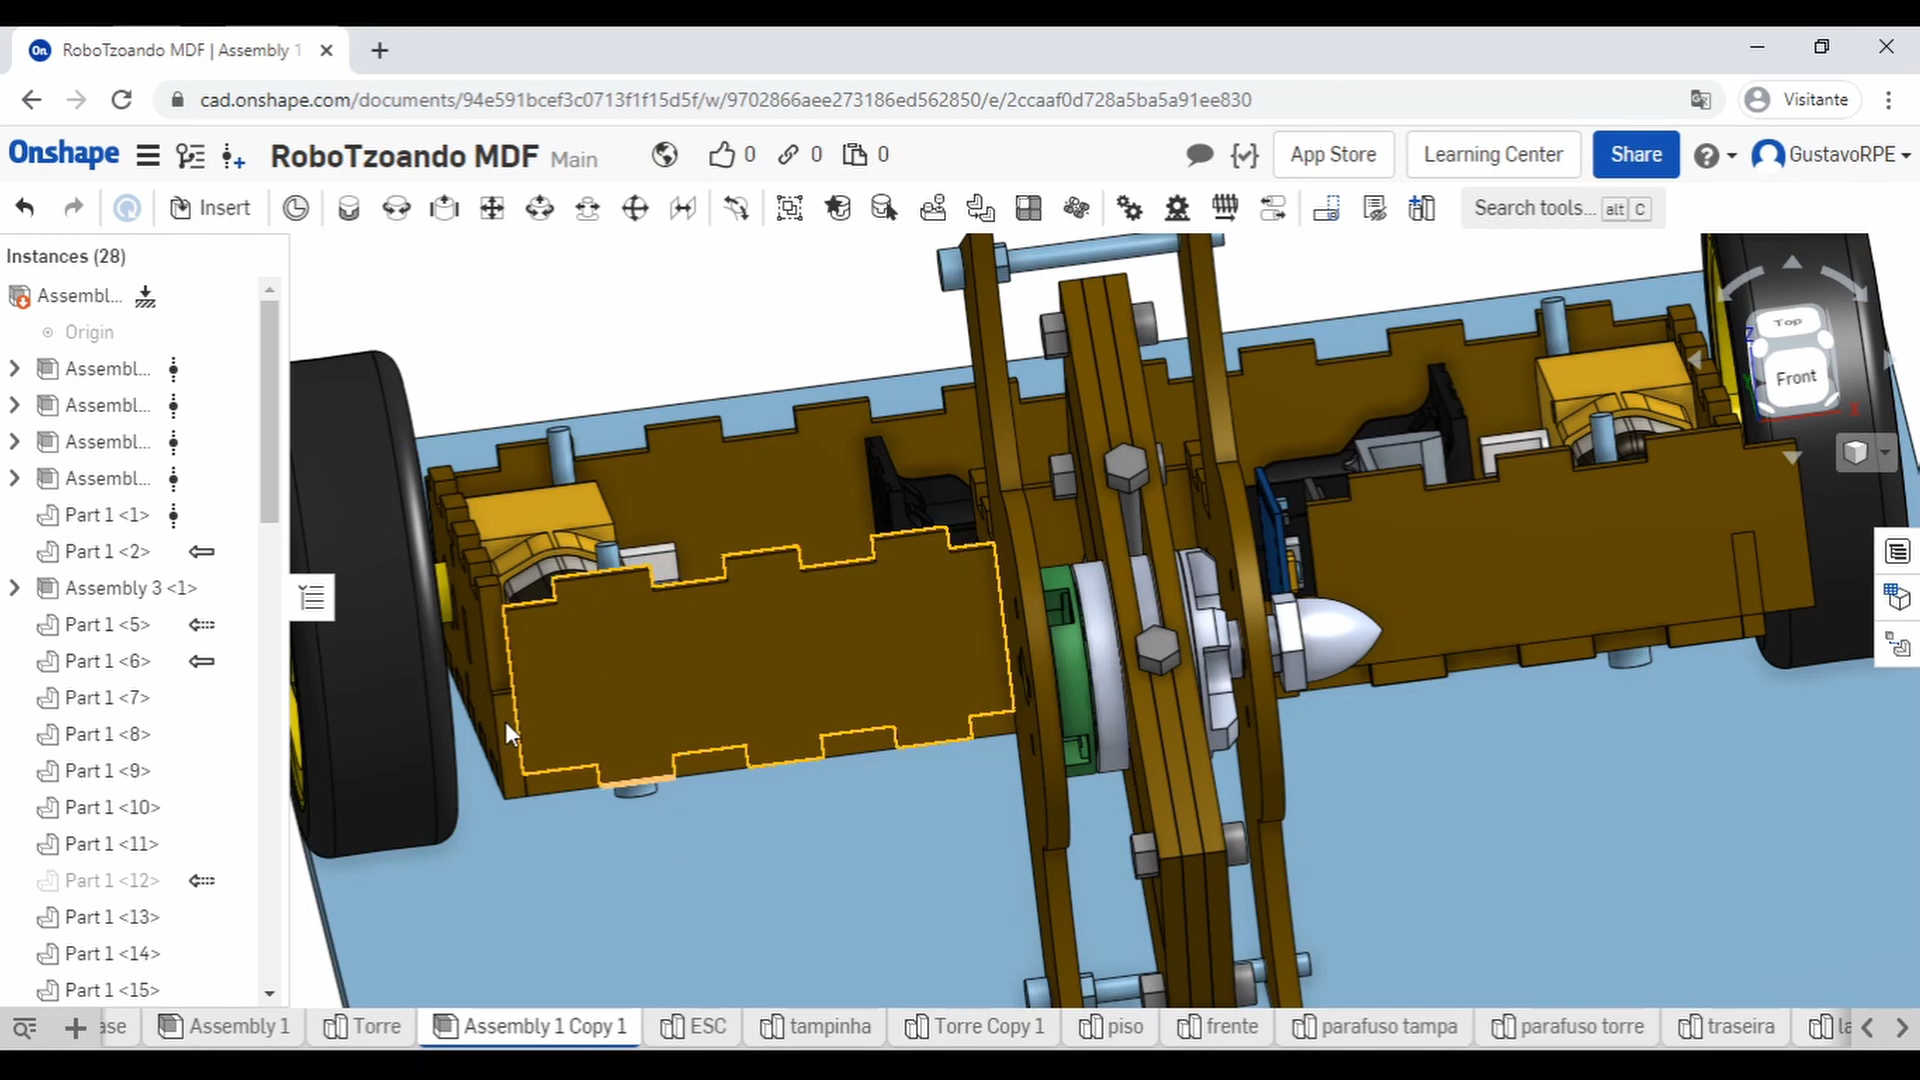 RoboTzoando MDF | Assembly 1
cad.onshape.com/documents/94e591bcef3c0713f1f15d5f/w/9702866aee273186ed562850/e/2ccaaf0d728a5ba5a91ee830
Visitante
Onshape
RoboTzoando MDF Main
0
0
0
App Store
Learning Center
Share
GustavoRPE
Insert
Search tools... alt C
Instances (28)
Assembl...
Origin
Assembl...
Assembl...
Assembl...
Assembl...
Part 1 <1>
Part 1 <2>
Assembly 3 <1>
Part 1 <5>
Part 1 <6>
Part 1 <7>
Part 1 <8>
Part 1 <9>
Part 1 <10>
Part 1 <11>
Part 1 <12>
Part 1 <13>
Part 1 <14>
Part 1 <15>
Top
Front
Z
X
ase
Assembly 1
Torre
Assembly 1 Copy 1
ESC
tampinha
Torre Copy 1
piso
frente
parafuso tampa
parafuso torre
traseira